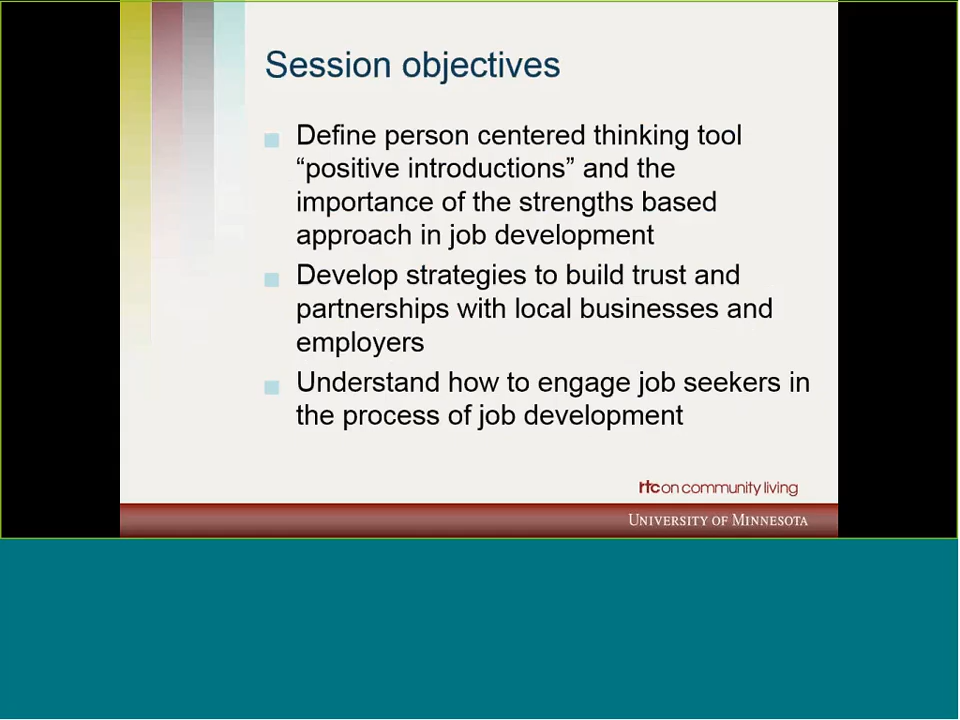 Session objectives
Define person centered thinking tool
“positive introductions” and the
importance of the strengths based
approach in job development
Develop strategies to build trust and
partnerships with local businesses and
employers
Understand how to engage job seekers in
the process of job development
rtc on community living
UNIVERSITY OF MINNESOTA